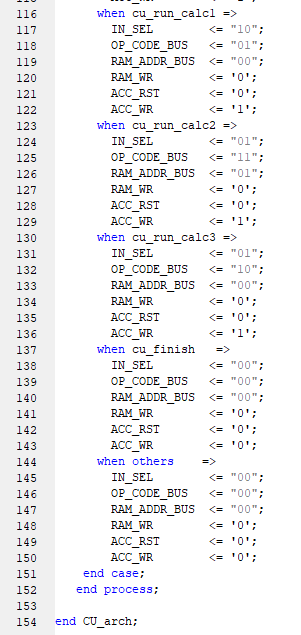 116 when cu_run_calc1 =>
117 IN_SEL <= "10";
118 OP_CODE_BUS <= "01";
119 RAM_ADDR_BUS <= "00";
120 RAM_WR <= '0';
121 ACC_RST <= '0';
122 ACC_WR <= '1';
123 when cu_run_calc2 =>
124 IN_SEL <= "01";
125 OP_CODE_BUS <= "11";
126 RAM_ADDR_BUS <= "01";
127 RAM_WR <= '0';
128 ACC_RST <= '0';
129 ACC_WR <= '1';
130 when cu_run_calc3 =>
131 IN_SEL <= "01";
132 OP_CODE_BUS <= "10";
133 RAM_ADDR_BUS <= "00";
134 RAM_WR <= '0';
135 ACC_RST <= '0';
136 ACC_WR <= '1';
137 when cu_finish =>
138 IN_SEL <= "00";
139 OP_CODE_BUS <= "00";
140 RAM_ADDR_BUS <= "00";
141 RAM_WR <= '0';
142 ACC_RST <= '0';
143 ACC_WR <= '0';
144 when others =>
145 IN_SEL <= "00";
146 OP_CODE_BUS <= "00";
147 RAM_ADDR_BUS <= "00";
148 RAM_WR <= '0';
149 ACC_RST <= '0';
150 ACC_WR <= '0';
151 end case;
152 end process;
153
154 end CU_arch;